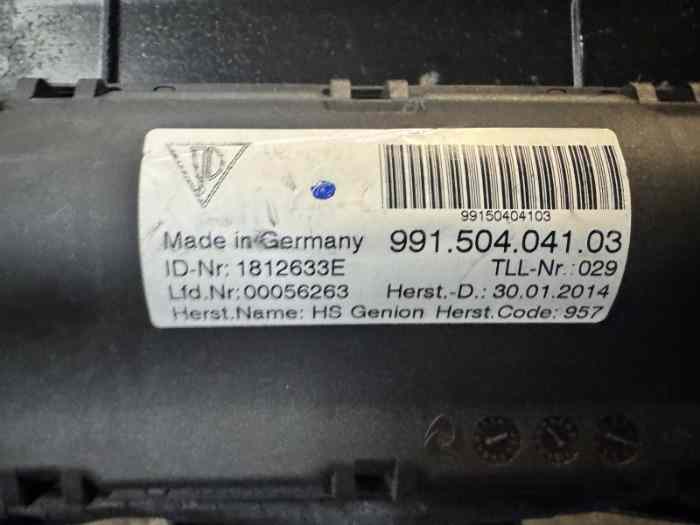 99150404103
Made in Germany 991.504.041.03
ID-Nr: 1812633E TLL-Nr.: 029
Lfd.Nr: 00056263 Herst.-D.: 30.01.2014
Herst.Name: HS Genion Herst.Code: 957